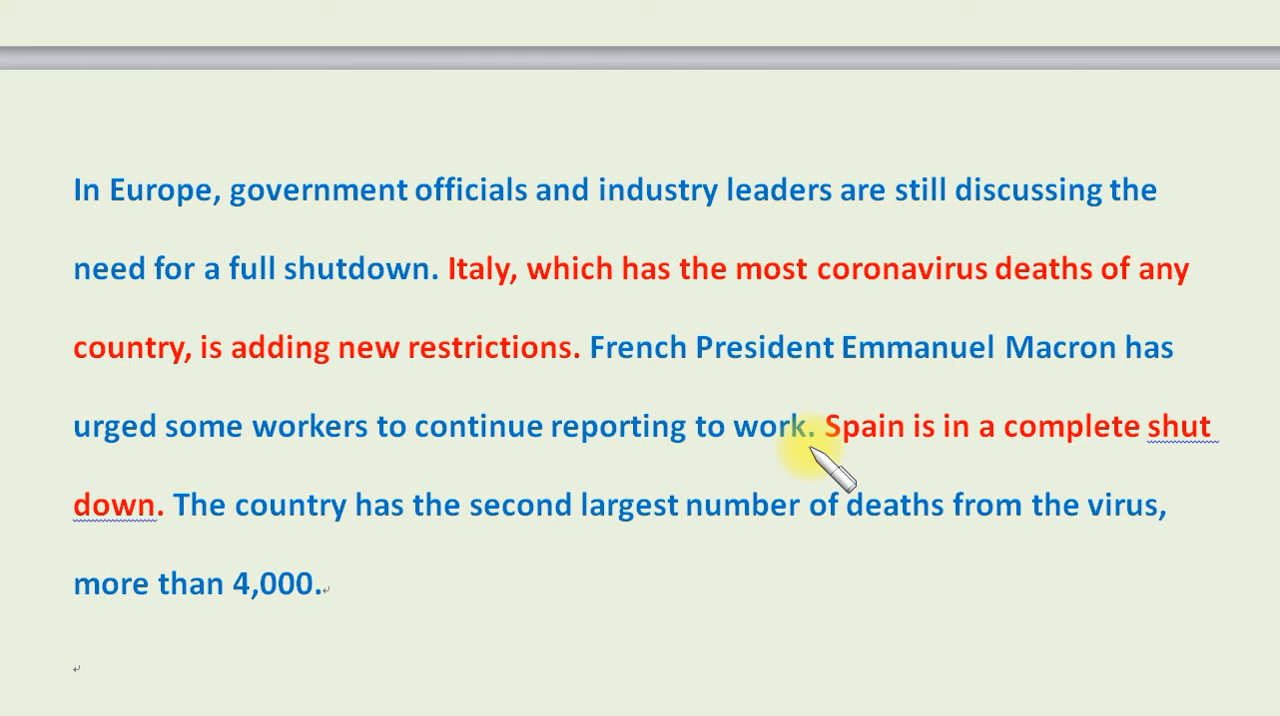 In Europe, government officials and industry leaders are still discussing the
need for a full shutdown. Italy, which has the most coronavirus deaths of any
country, is adding new restrictions. French President Emmanuel Macron has
urged some workers to continue reporting to work. Spain is in a complete shut
down. The country has the second largest number of deaths from the virus,
more than 4,000.